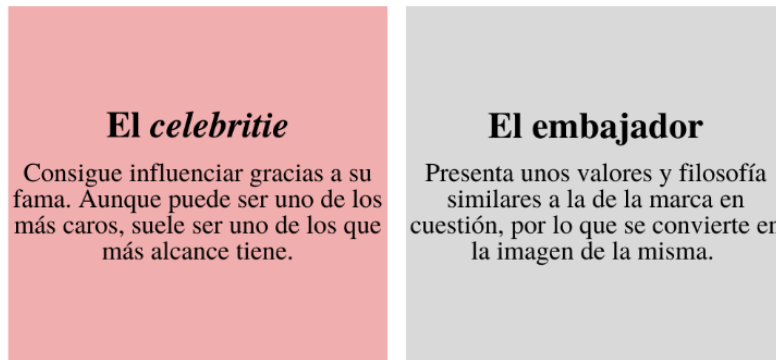 El celebritie
Consigue influenciar gracias a su
fama. Aunque puede ser uno de los
más caros, suele ser uno de los que
más alcance tiene.
El embajador
Presenta unos valores y filosofía
similares a la de la marca en
cuestión, por lo que se convierte en
la imagen de la misma.